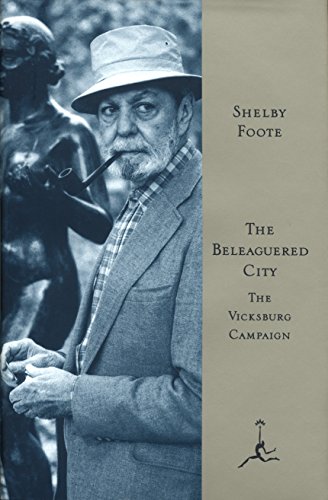 SHELBY
FOOTE
THE
BELEAGUERED
CITY
THE
VICKSBURG
CAMPAIGN